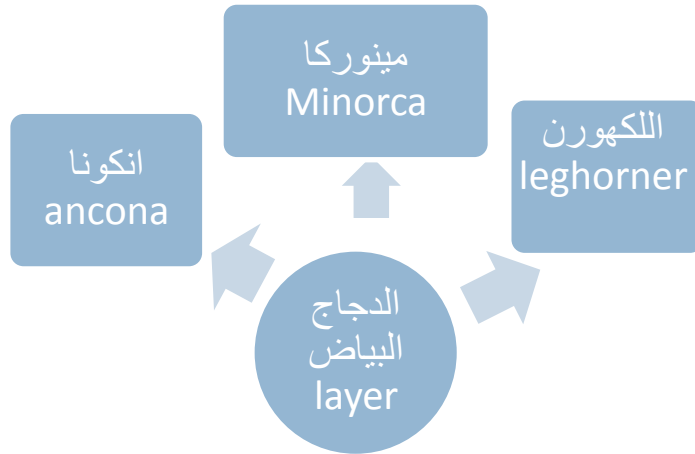 مينوركا
Minorca
اللكهورن
leghorner
انكونا
ancona
الدجاج
البياض
layer